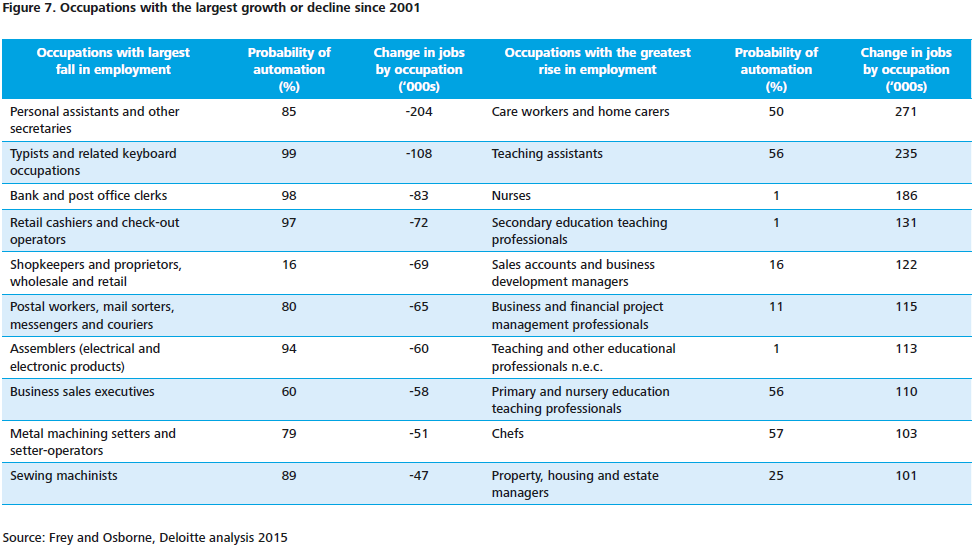 Figure 7. Occupations with the largest growth or decline since 2001
Occupations with largest Probability of Change in jobs Occupations with the greatest Probability of Change in jobs
fall in employment automation by occupation rise in employment automation by occupation
(%) (‘000s) (%) (‘000s)
Personal assistants and other 85 -204 Care workers and home carers 50 271
secretaries
Typists and related keyboard 99 -108 Teaching assistants 56 235
occupations
Bank and post office clerks 98 -83 Nurses 1 186
Retail cashiers and check-out 97 -72 Secondary education teaching 1 131
operators professionals
Shopkeepers and proprietors, 16 -69 Sales accounts and business 16 122
wholesale and retail development managers
Postal workers, mail sorters, 80 -65 Business and financial project 11 115
messengers and couriers management professionals
Assemblers (electrical and 94 -60 Teaching and other educational 1 113
electronic products) professionals n.e.c.
Business sales executives 60 -58 Primary and nursery education 56 110
teaching professionals
Metal machining setters and 79 -51 Chefs 57 103
setter-operators
Sewing machinists 89 -47 Property, housing and estate 25 101
managers
Source: Frey and Osborne, Deloitte analysis 2015